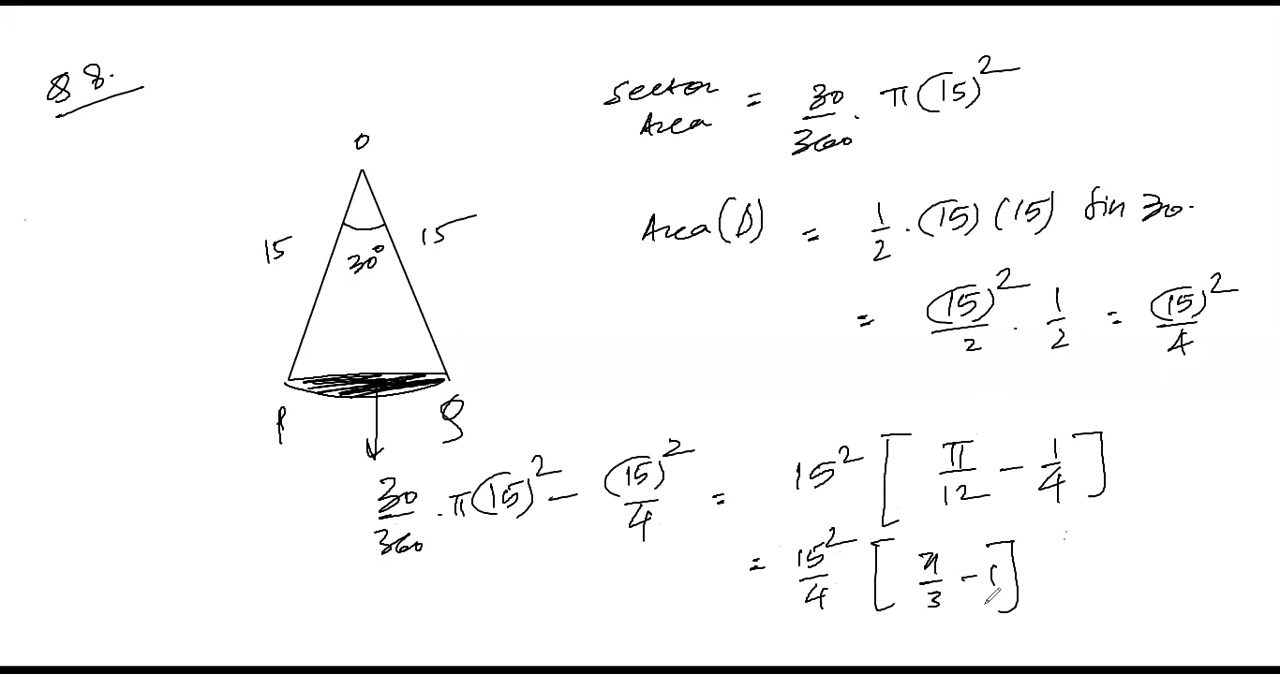 88.
Sector Area = 30/360 . π(15)²
O
15 30° 15
Area(Δ) = 1/2 . (15) (15) Sin 30.
= (15)²/2 . 1/2 = (15)²/4
P Q
30/360 . π(15)² - (15)²/4 = 15² [ π/12 - 1/4 ]
= 15²/4 [ π/3 - 1 ]